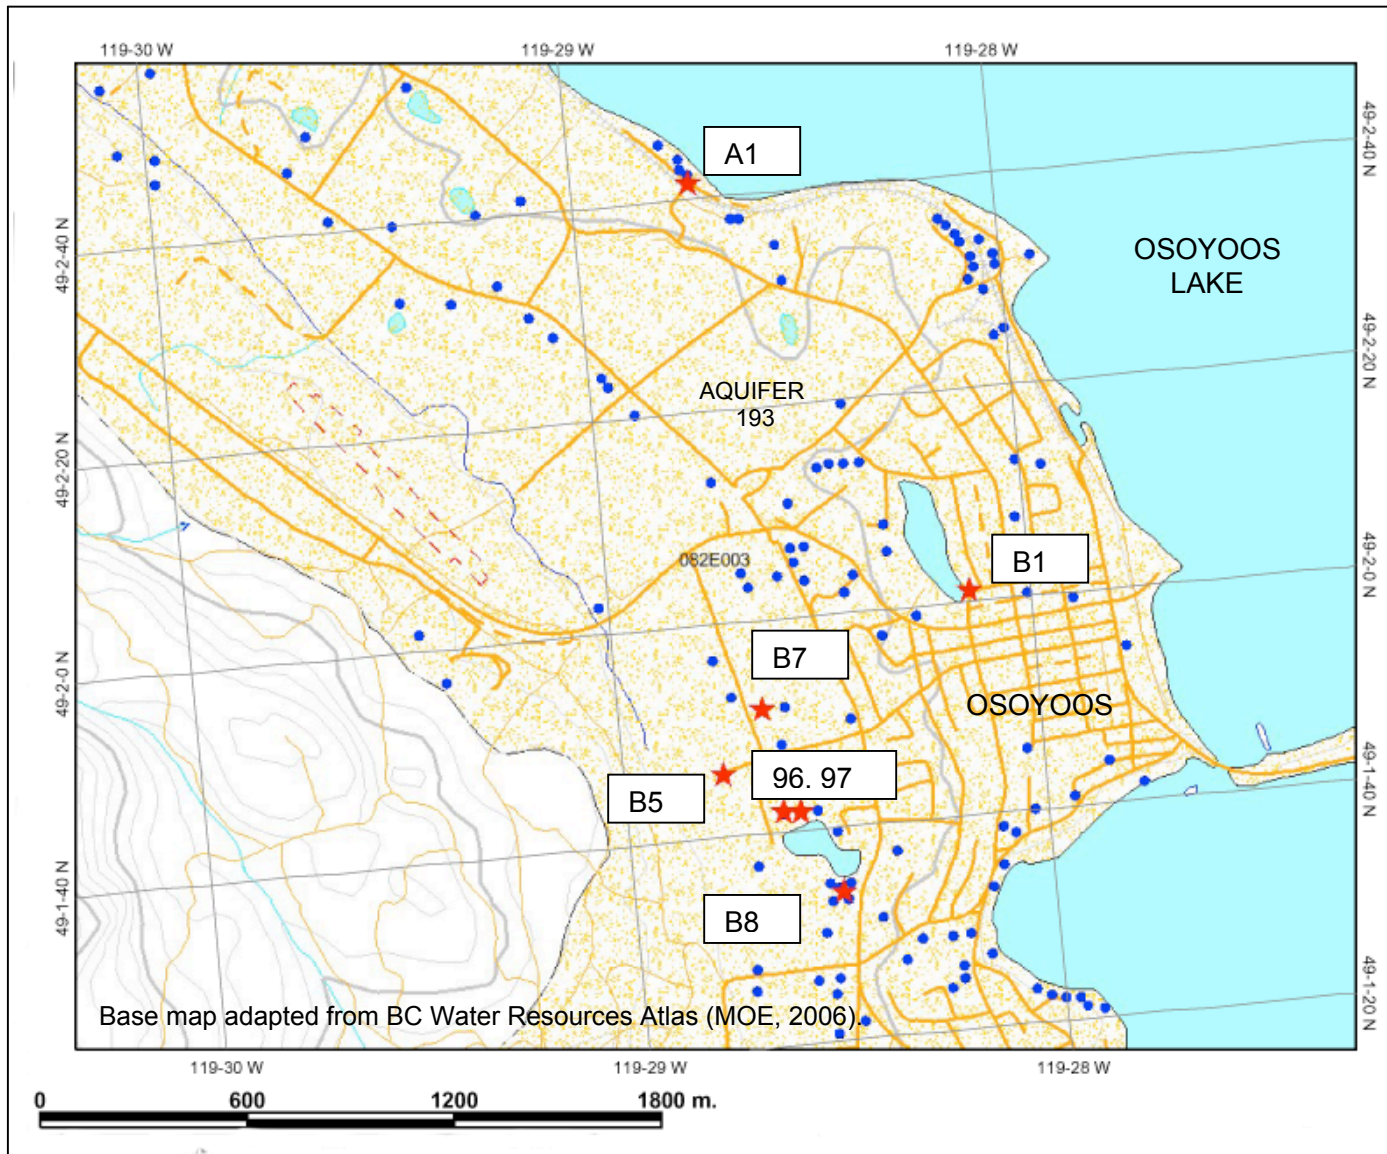 119-30 W
119-29 W
119-28 W
49-2-40 N
A1
OSOYOOS
LAKE
49-2-40 N
49-2-20 N
AQUIFER
193
49-2-20 N
082E003
B1
49-2-0 N
B7
49-2-0 N
OSOYOOS
96. 97
B5
49-1-40 N
B8
49-1-40 N
49-1-20 N
Base map adapted from BC Water Resources Atlas (MOE, 2006).
119-30 W
119-29 W
119-28 W
0
600
1200
1800 m.